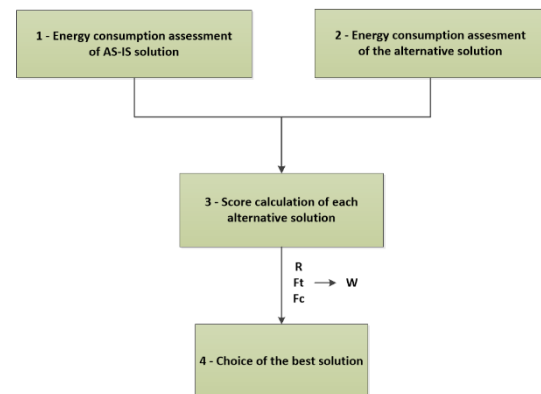 1 - Energy consumption assessment
of AS-IS solution
2 - Energy consumption assesment
of the alternative solution
3 - Score calculation of each
alternative solution
R
Ft → W
Fc
4 - Choice of the best solution